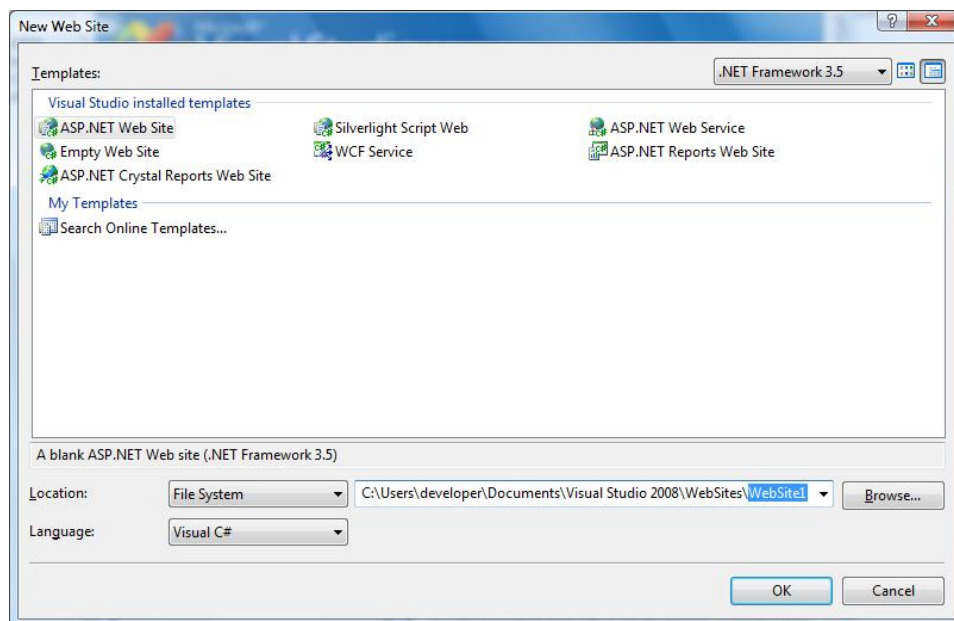 New Web Site
Templates:
.NET Framework 3.5
Visual Studio installed templates
ASP.NET Web Site
Silverlight Script Web
ASP.NET Web Service
Empty Web Site
WCF Service
ASP.NET Reports Web Site
ASP.NET Crystal Reports Web Site
My Templates
Search Online Templates...
A blank ASP.NET Web site (.NET Framework 3.5)
Location:
File System
C:\Users\developer\Documents\Visual Studio 2008\WebSites\WebSite1
Browse...
Language:
Visual C#
OK
Cancel